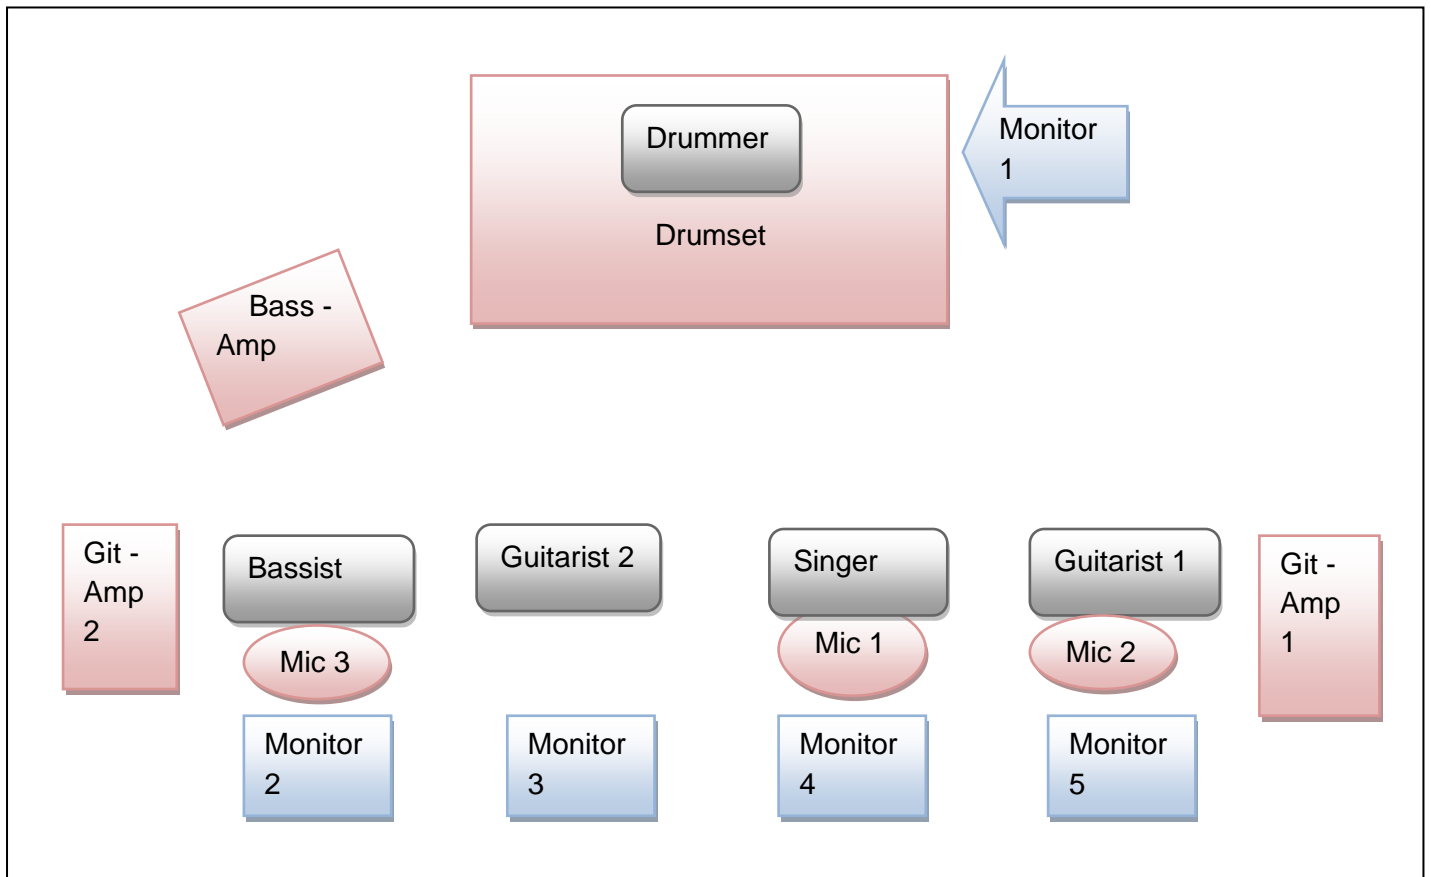 Drummer
Monitor
1
Drumset
Bass -
Amp
Git -
Amp
2
Bassist
Guitarist 2
Singer
Guitarist 1
Git -
Amp
1
Mic 3
Mic 1
Mic 2
Monitor
2
Monitor
3
Monitor
4
Monitor
5